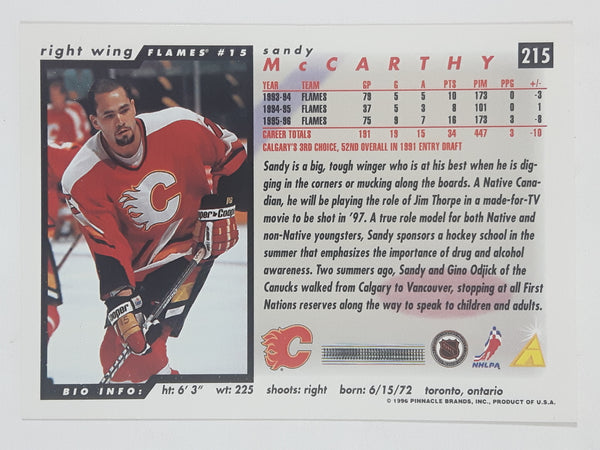 right wing FLAMES® #15
sandy
McCARTHY
215
YEAR TEAM GP G A PTS PIM PPG +/-
1993-94 FLAMES 79 5 5 10 173 0 -3
1994-95 FLAMES 37 5 3 8 101 0 1
1995-96 FLAMES 75 9 7 16 173 3 -8
CAREER TOTALS 191 19 15 34 447 3 -10
CALGARY'S 3RD CHOICE, 52ND OVERALL IN 1991 ENTRY DRAFT
Sandy is a big, tough winger who is at his best when he is dig-
ging in the corners or mucking along the boards. A Native Cana-
dian, he will be playing the role of Jim Thorpe in a made-for-TV
movie to be shot in '97. A true role model for both Native and
non-Native youngsters, Sandy sponsors a hockey school in the
summer that emphasizes the importance of drug and alcohol
awareness. Two summers ago, Sandy and Gino Odjick of the
Canucks walked from Calgary to Vancouver, stopping at all First
Nations reserves along the way to speak to children and adults.
Cooper
Cooper
C
C
NHL
NHLPA
BIO INFO: ht: 6' 3" wt: 225 shoots: right born: 6/15/72 toronto, ontario
© 1996 PINNACLE BRANDS, INC., PRODUCT OF U.S.A.